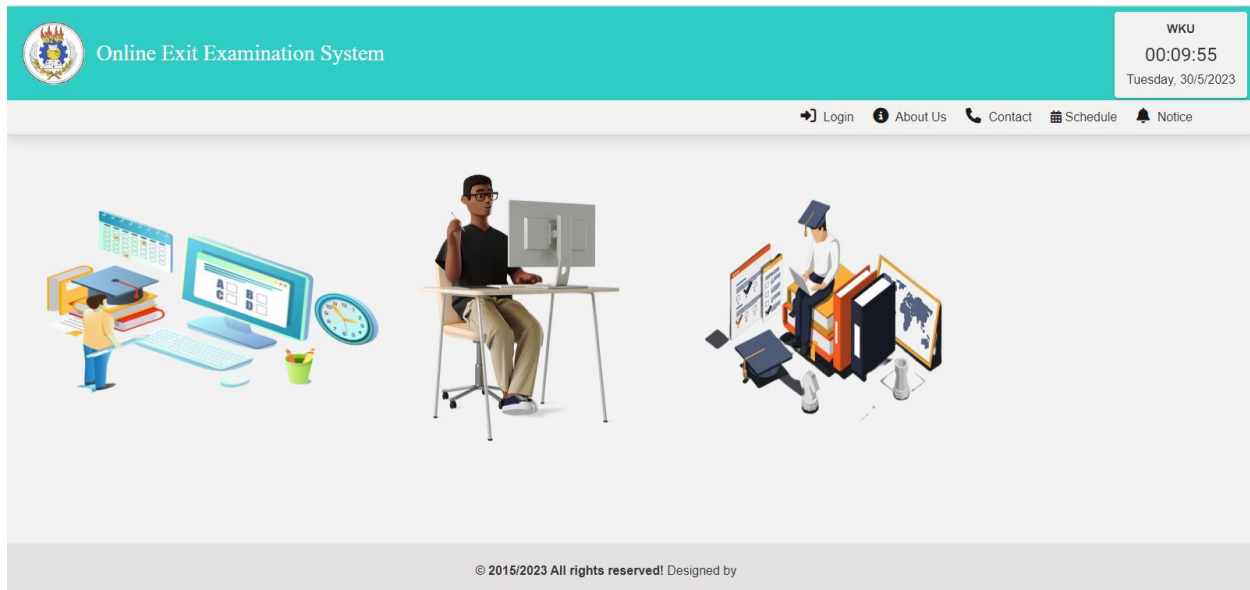 Online Exit Examination System
WKU
00:09:55
Tuesday, 30/5/2023
Login About Us Contact Schedule Notice
A B
C D
© 2015/2023 All rights reserved! Designed by